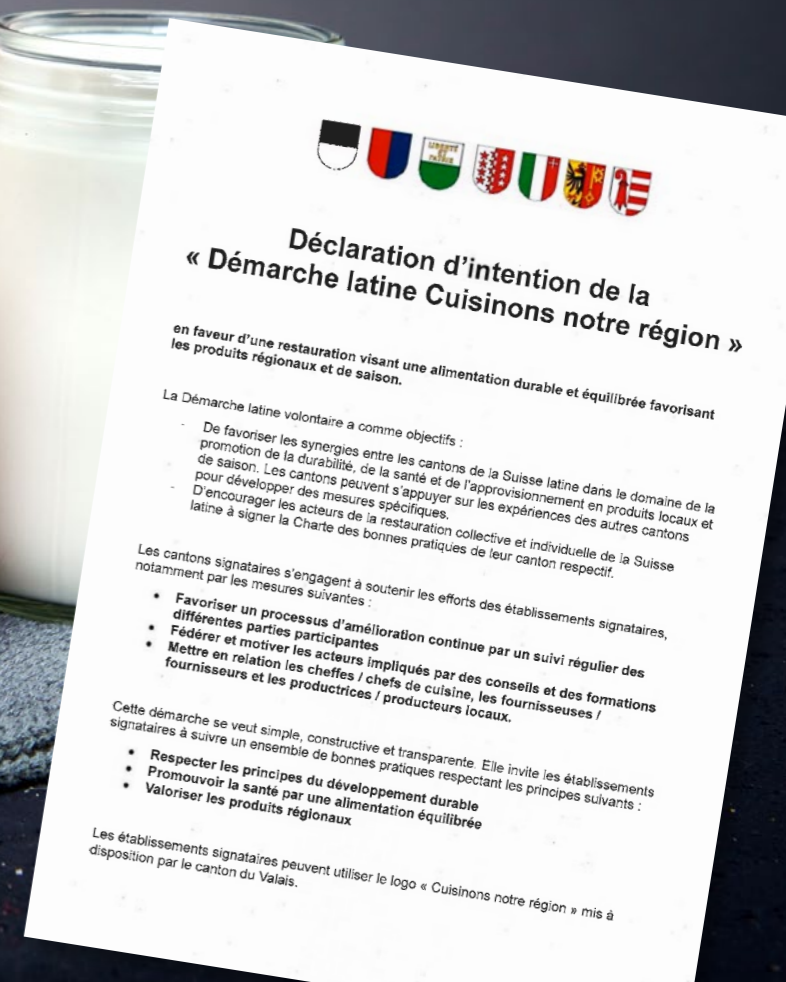 LIBERTÉ
ET
PATRIE
Déclaration d'intention de la
« Démarche latine Cuisinons notre région »
en faveur d'une restauration visant une alimentation durable et équilibrée favorisant
les produits régionaux et de saison.
La Démarche latine volontaire a comme objectifs :
- De favoriser les synergies entre les cantons de la Suisse latine dans le domaine de la
promotion de la durabilité, de la santé et de l'approvisionnement en produits locaux et
de saison. Les cantons peuvent s'appuyer sur les expériences des autres cantons
pour développer des mesures spécifiques.
- D'encourager les acteurs de la restauration collective et individuelle de la Suisse
latine à signer la Charte des bonnes pratiques de leur canton respectif.
Les cantons signataires s'engagent à soutenir les efforts des établissements signataires,
notamment par les mesures suivantes :
• Favoriser un processus d'amélioration continue par un suivi régulier des
différentes parties participantes
• Fédérer et motiver les acteurs impliqués par des conseils et des formations
• Mettre en relation les cheffes / chefs de cuisine, les fournisseuses /
fournisseurs et les productrices / producteurs locaux.
Cette démarche se veut simple, constructive et transparente. Elle invite les établissements
signataires à suivre un ensemble de bonnes pratiques respectant les principes suivants :
• Respecter les principes du développement durable
• Promouvoir la santé par une alimentation équilibrée
• Valoriser les produits régionaux
Les établissements signataires peuvent utiliser le logo « Cuisinons notre région » mis à
disposition par le canton du Valais.